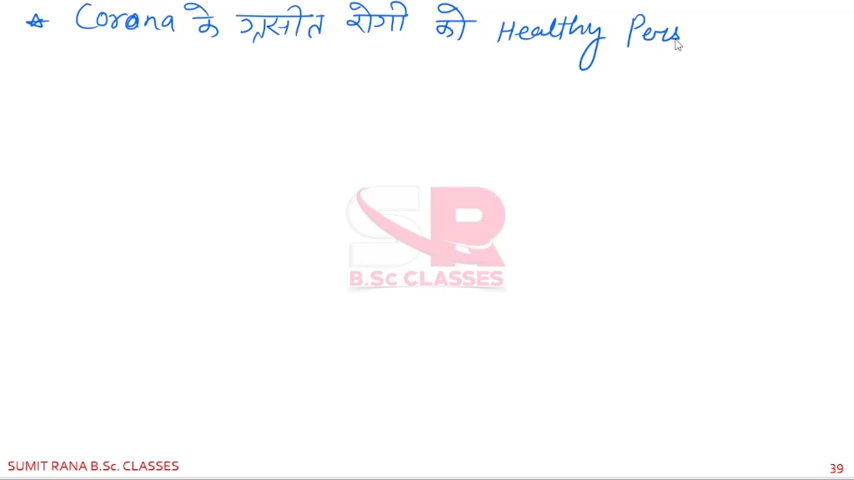 ☆ Corona के ग्रसीत रोगी को Healthy Pers
SR
B.Sc CLASSES
SUMIT RANA B.Sc. CLASSES
39